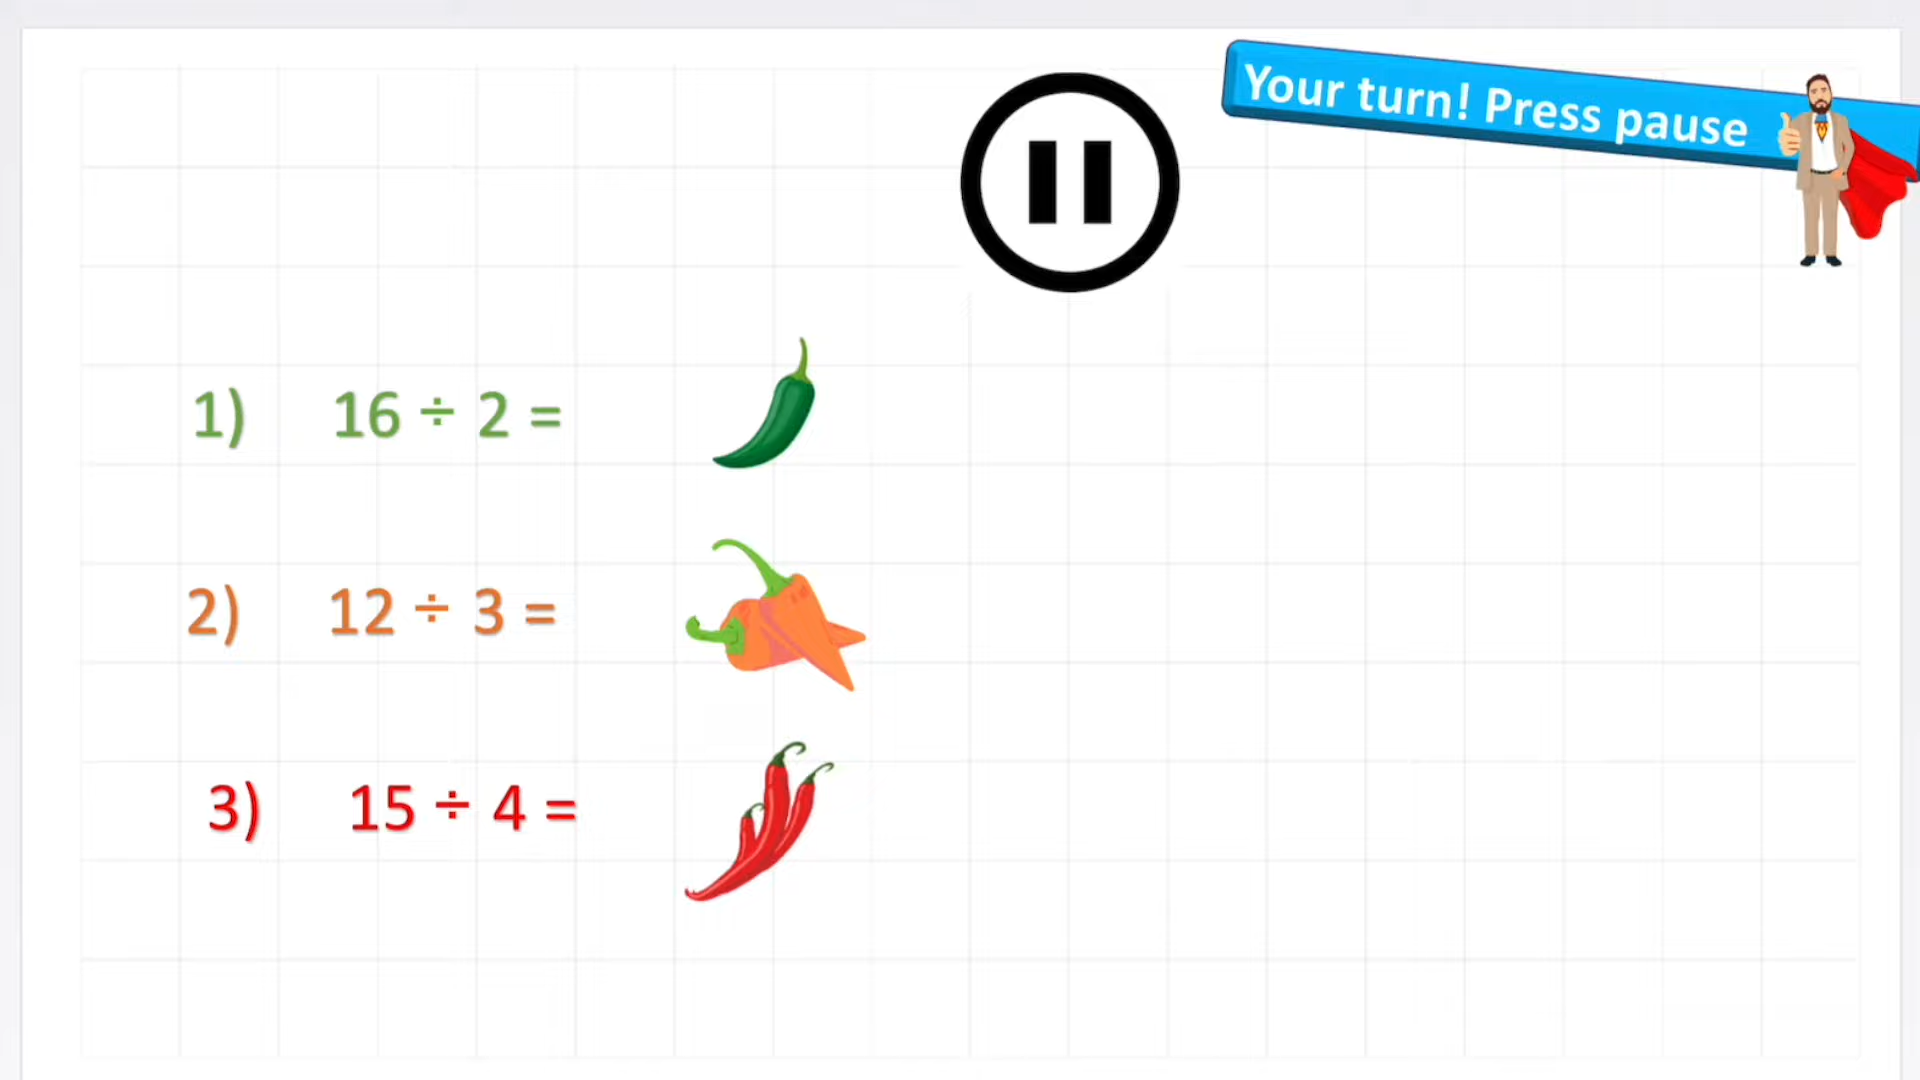 Your turn! Press pause
1) 16 ÷ 2 =
2) 12 ÷ 3 =
3) 15 ÷ 4 =